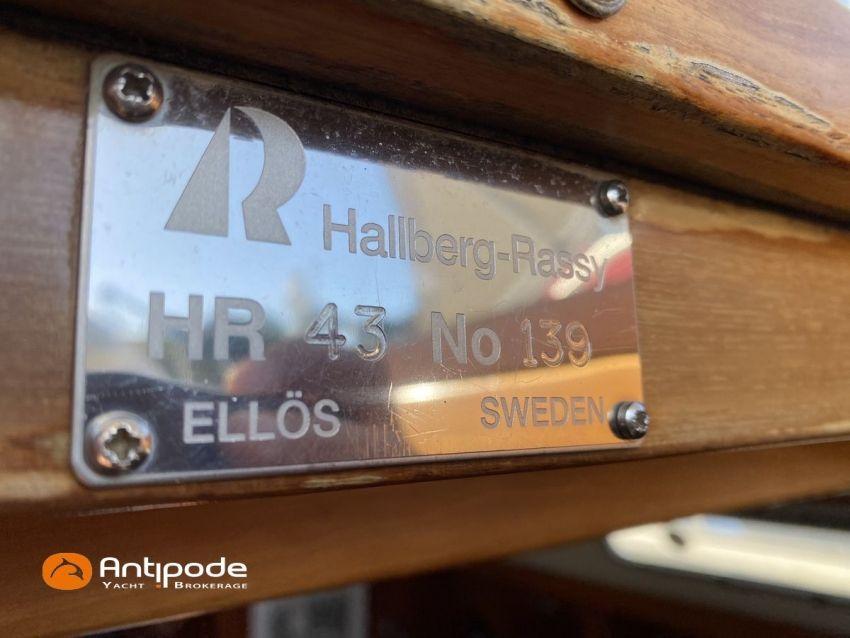 Hallberg-Rassy
HR 43 No 139
ELLÖS SWEDEN
Antipode
YACHT BROKERAGE